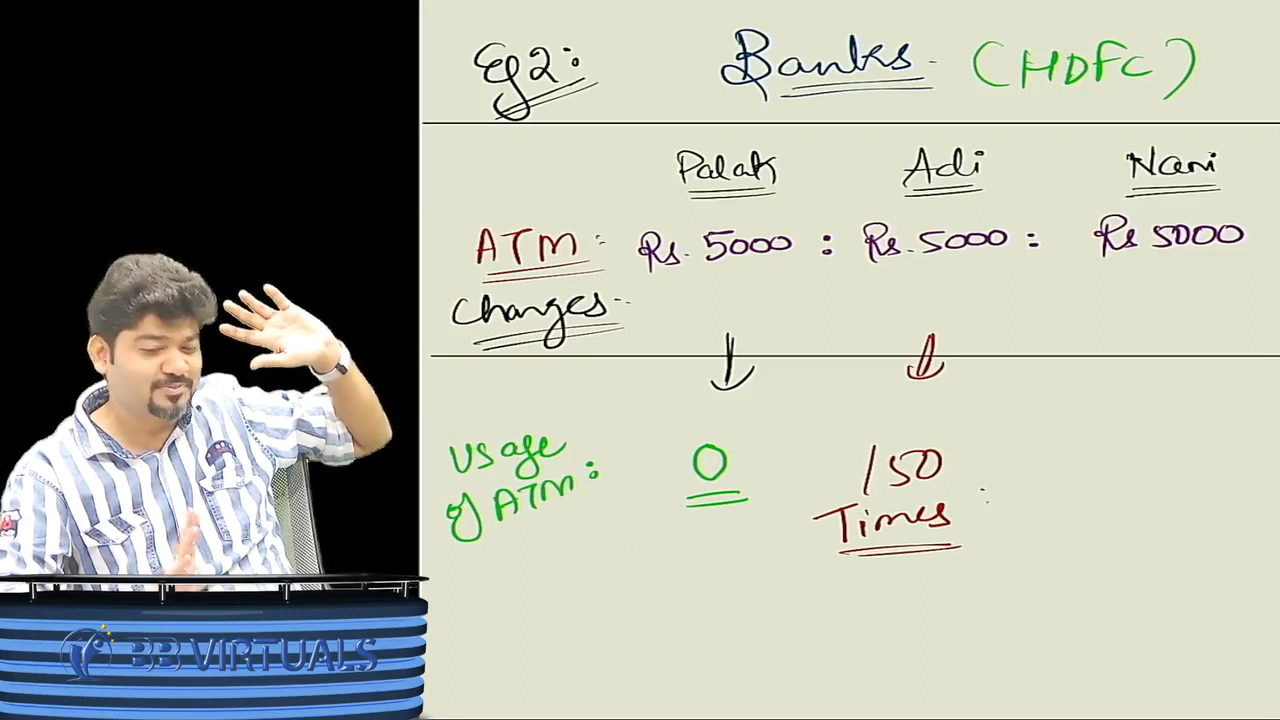 Eg 2: Banks. (HDFC)
Palak Adi Nani
ATM: Rs. 5000 : Rs. 5000 : Rs 5000
Charges
Usage of ATM: 0 150 Times
BB VIRTUALS